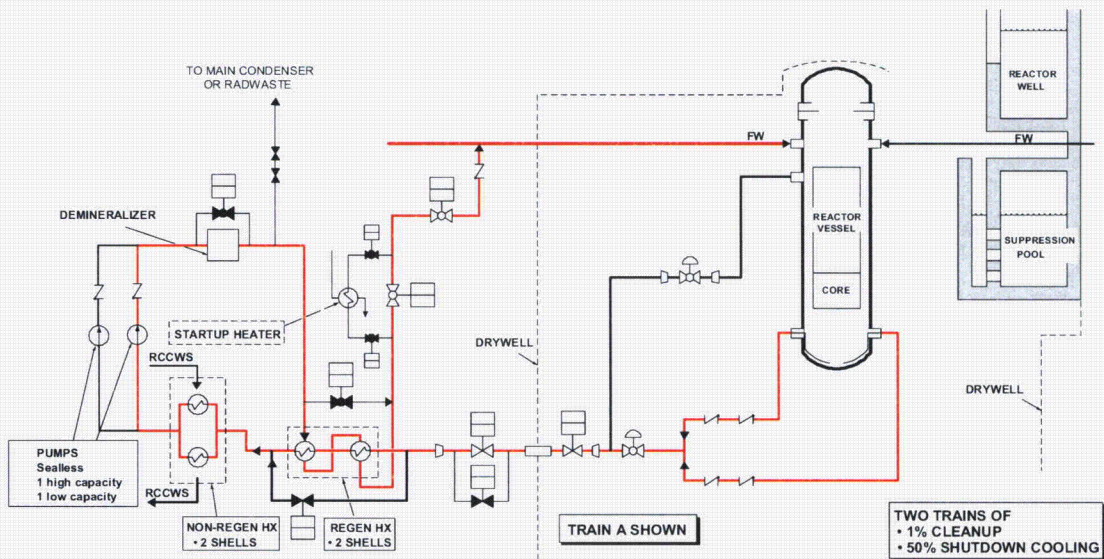 TO MAIN CONDENSER
OR RADWASTE
REACTOR
WELL
FW
FW
DEMINERALIZER
REACTOR
VESSEL
SUPPRESSION
POOL
CORE
STARTUP HEATER
DRYWELL
RCCWS
DRYWELL
PUMPS
Sealless
1 high capacity
1 low capacity
RCCWS
NON-REGEN HX
• 2 SHELLS
REGEN HX
• 2 SHELLS
TRAIN A SHOWN
TWO TRAINS OF
• 1% CLEANUP
• 50% SHUTDOWN COOLING